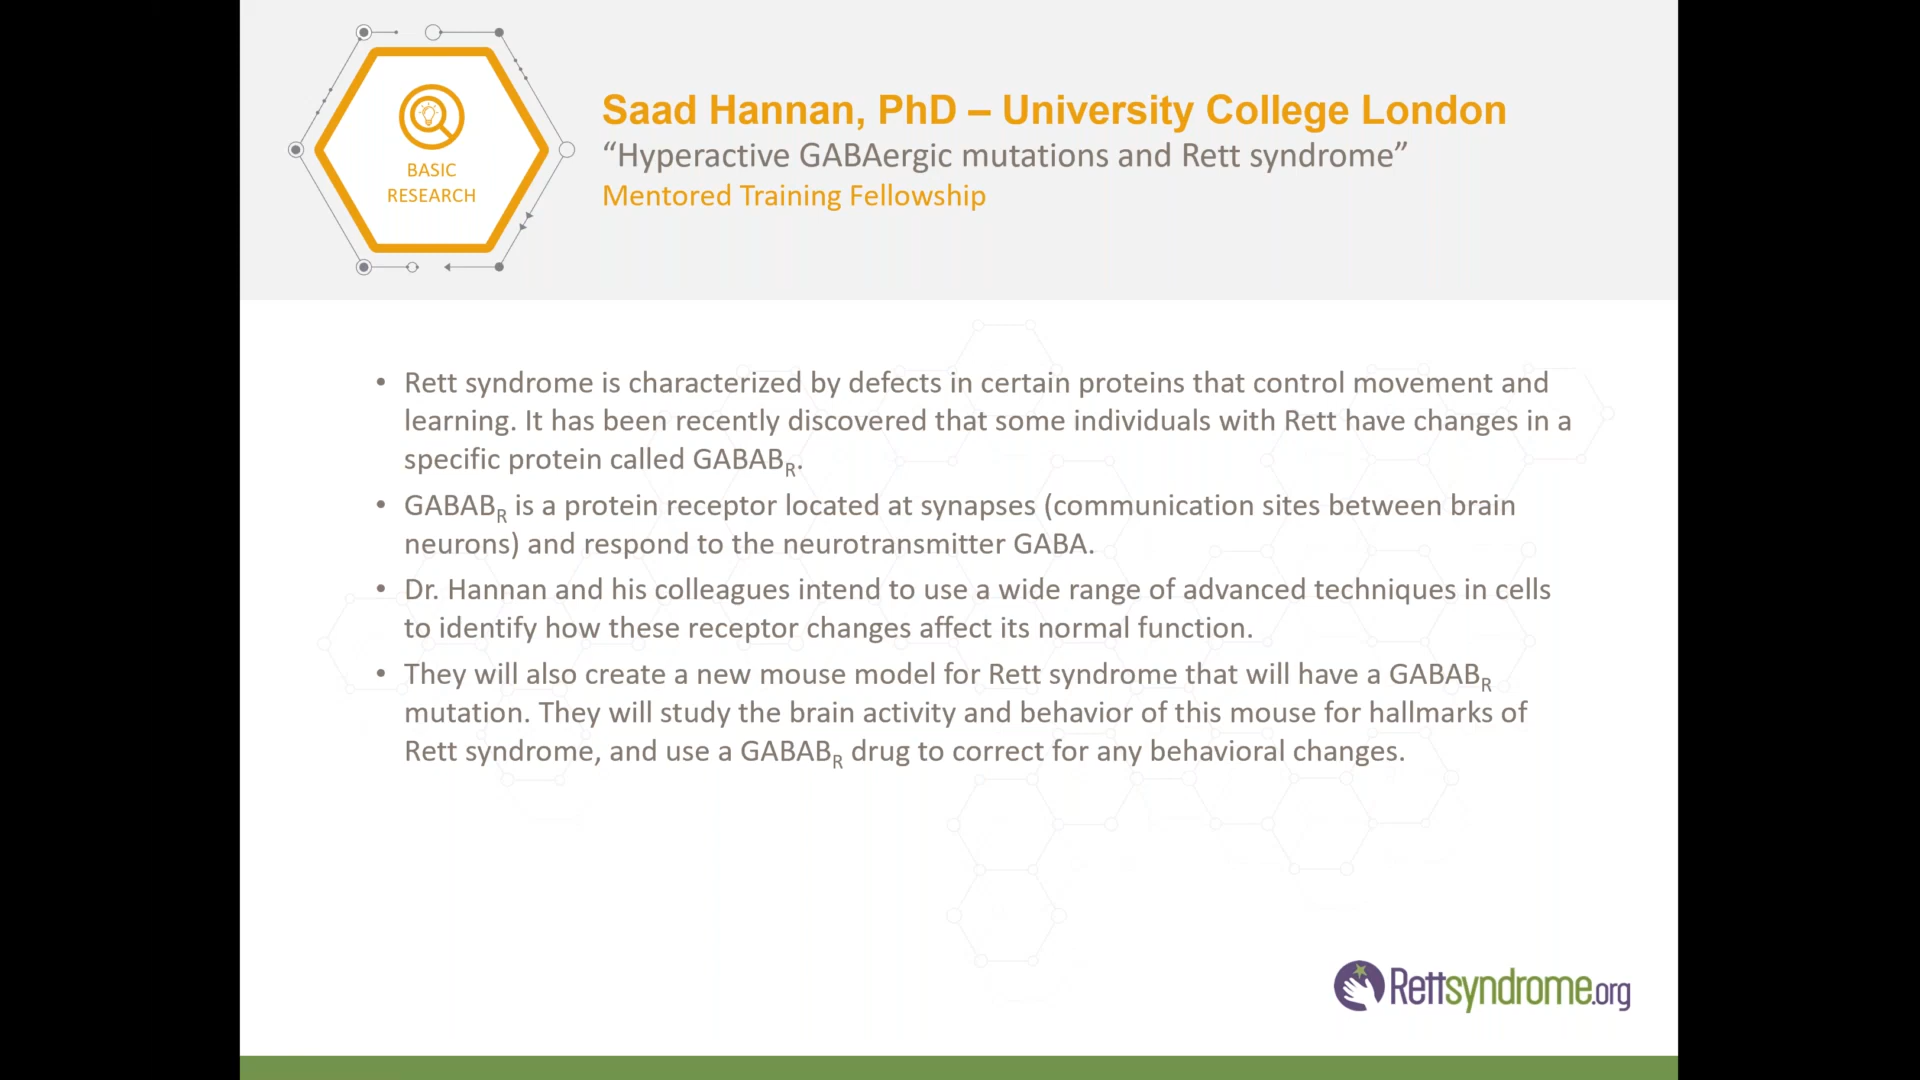 BASIC
RESEARCH
Saad Hannan, PhD – University College London
“Hyperactive GABAergic mutations and Rett syndrome”
Mentored Training Fellowship
• Rett syndrome is characterized by defects in certain proteins that control movement and
learning. It has been recently discovered that some individuals with Rett have changes in a
specific protein called GABABR.
• GABABR is a protein receptor located at synapses (communication sites between brain
neurons) and respond to the neurotransmitter GABA.
• Dr. Hannan and his colleagues intend to use a wide range of advanced techniques in cells
to identify how these receptor changes affect its normal function.
• They will also create a new mouse model for Rett syndrome that will have a GABABR
mutation. They will study the brain activity and behavior of this mouse for hallmarks of
Rett syndrome, and use a GABABR drug to correct for any behavioral changes.
Rettsyndrome.org